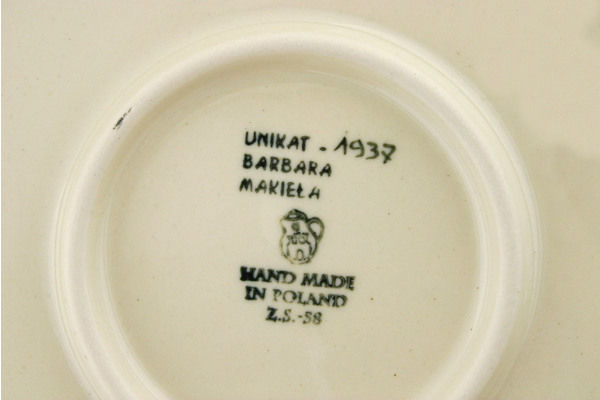 UNIKAT - 1937
BARBARA
MAKIEŁA
HAND MADE
IN POLAND
Z.S.-58